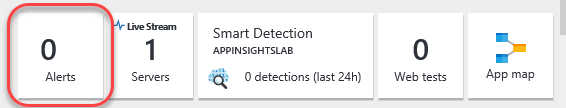 0
Alerts
Live Stream
1
Servers
Smart Detection
APPINSIGHTSLAB
0 detections (last 24h)
0
Web tests
App map